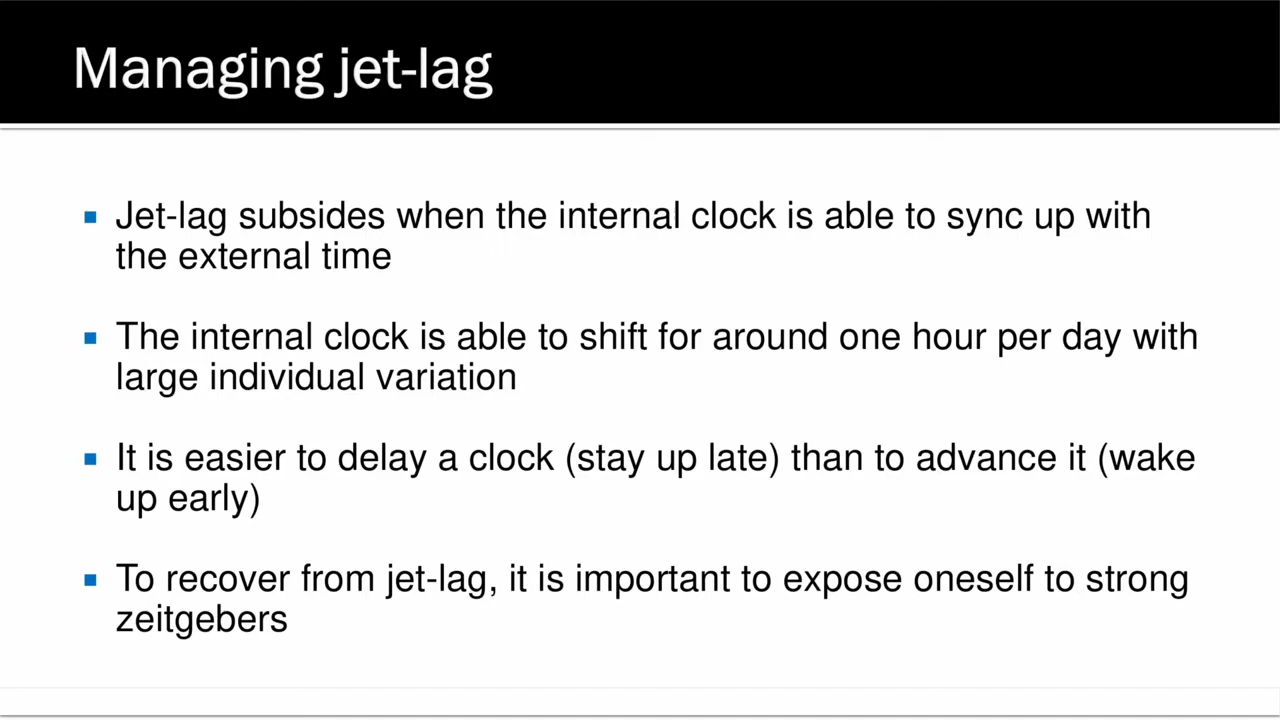 Managing jet-lag
Jet-lag subsides when the internal clock is able to sync up with
the external time
The internal clock is able to shift for around one hour per day with
large individual variation
It is easier to delay a clock (stay up late) than to advance it (wake
up early)
To recover from jet-lag, it is important to expose oneself to strong
zeitgebers